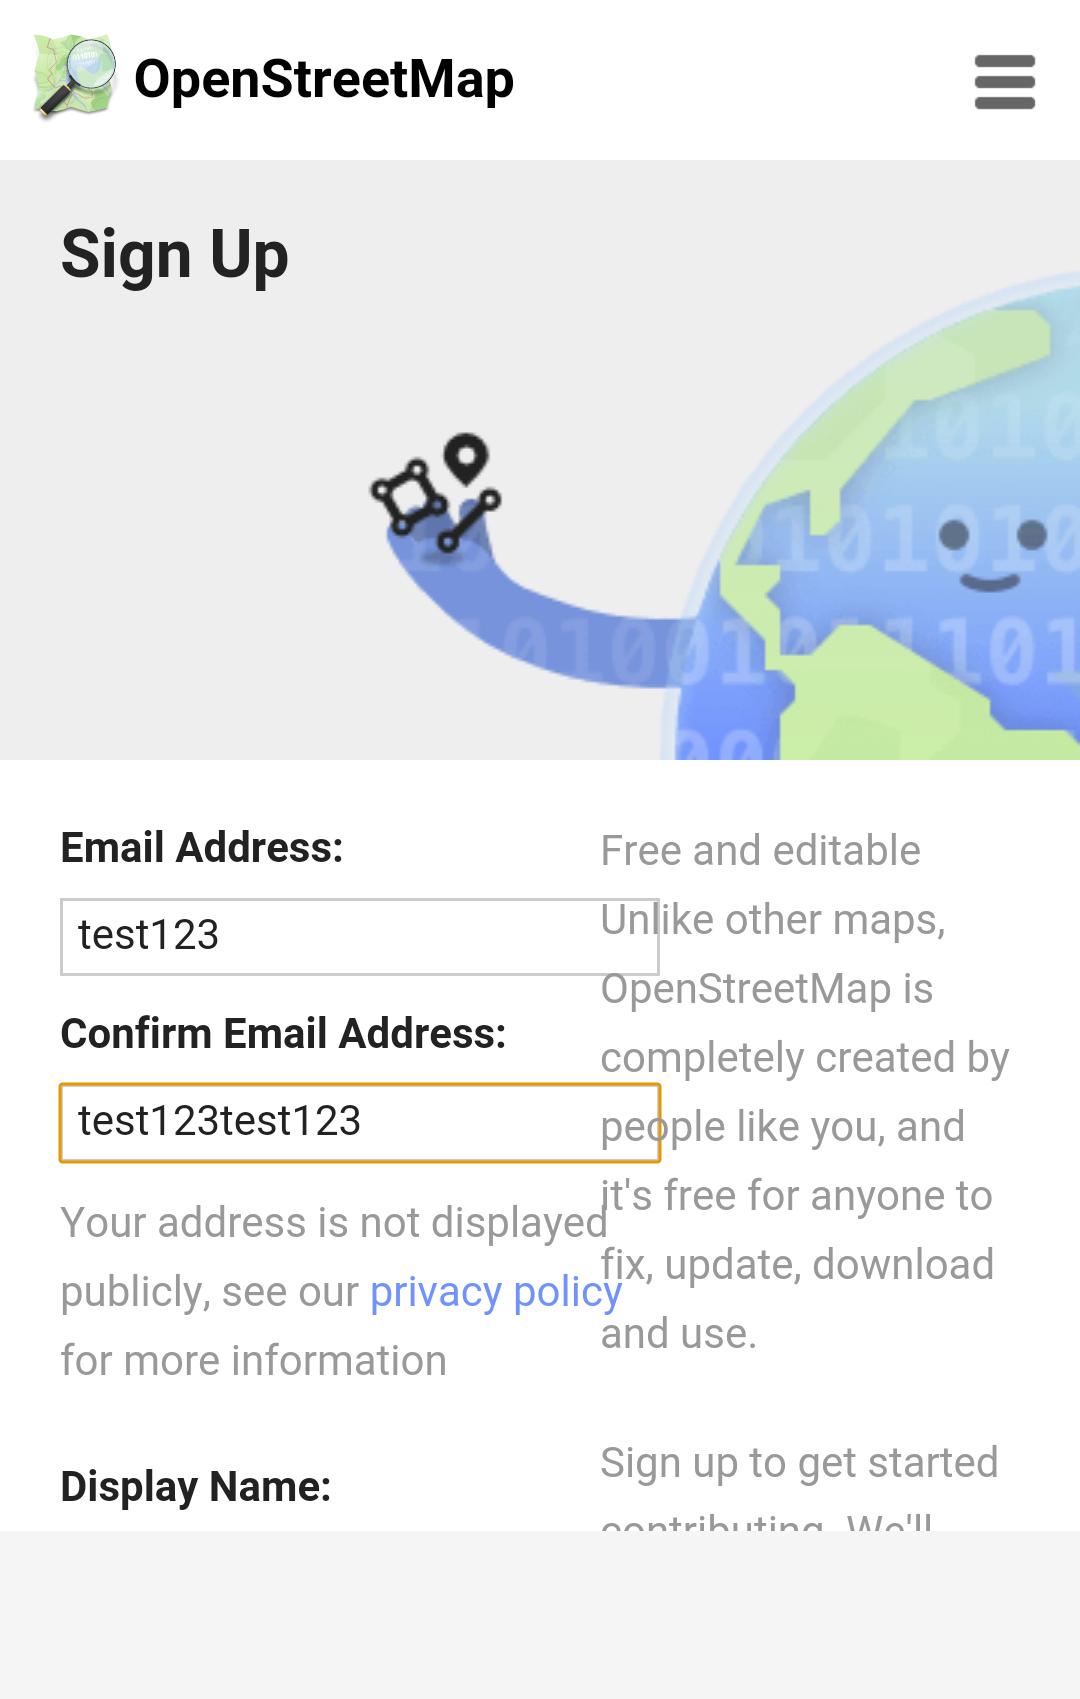 OpenStreetMap
Sign Up
Email Address:
test123
Confirm Email Address:
test123test123
Your address is not displayed
publicly, see our privacy policy
for more information
Display Name:
Free and editable
Unlike other maps,
OpenStreetMap is
completely created by
people like you, and
it's free for anyone to
fix, update, download
and use.
Sign up to get started
contributing. We'll